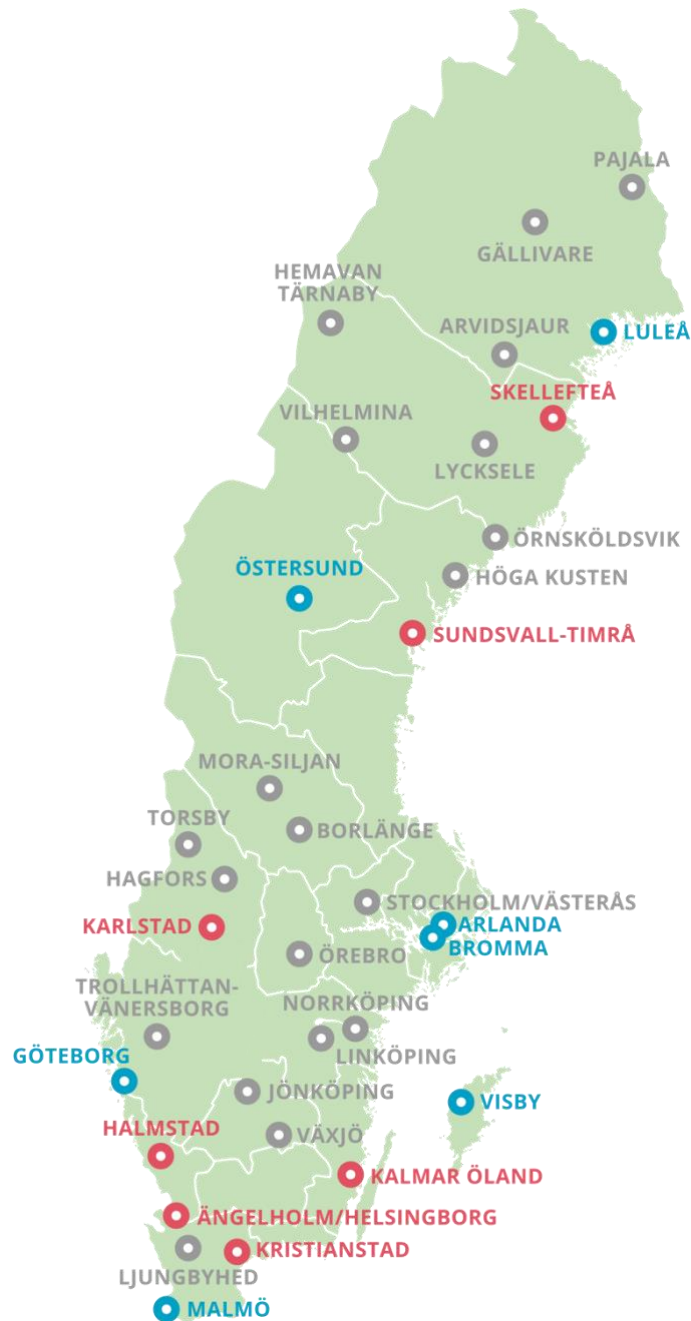 PAJALA
GÄLLIVARE
HEMAVAN
TÄRNABY
ARVIDSJAUR
LULEÅ
SKELLEFTEÅ
VILHELMINA
LYCKSELE
ÖRNSKÖLDSVIK
ÖSTERSUND
HÖGA KUSTEN
SUNDSVALL-TIMRÅ
MORA-SILJAN
TORSBY
BORLÄNGE
HAGFORS
STOCKHOLM/VÄSTERÅS
KARLSTAD
ARLANDA
BROMMA
ÖREBRO
TROLLHÄTTAN-
VÄNERSBORG
NORRKÖPING
LINKÖPING
GÖTEBORG
JÖNKÖPING
VISBY
HALMSTAD
VÄXJÖ
KALMAR ÖLAND
ÄNGELHOLM/HELSINGBORG
KRISTIANSTAD
LJUNGBYHED
MALMÖ